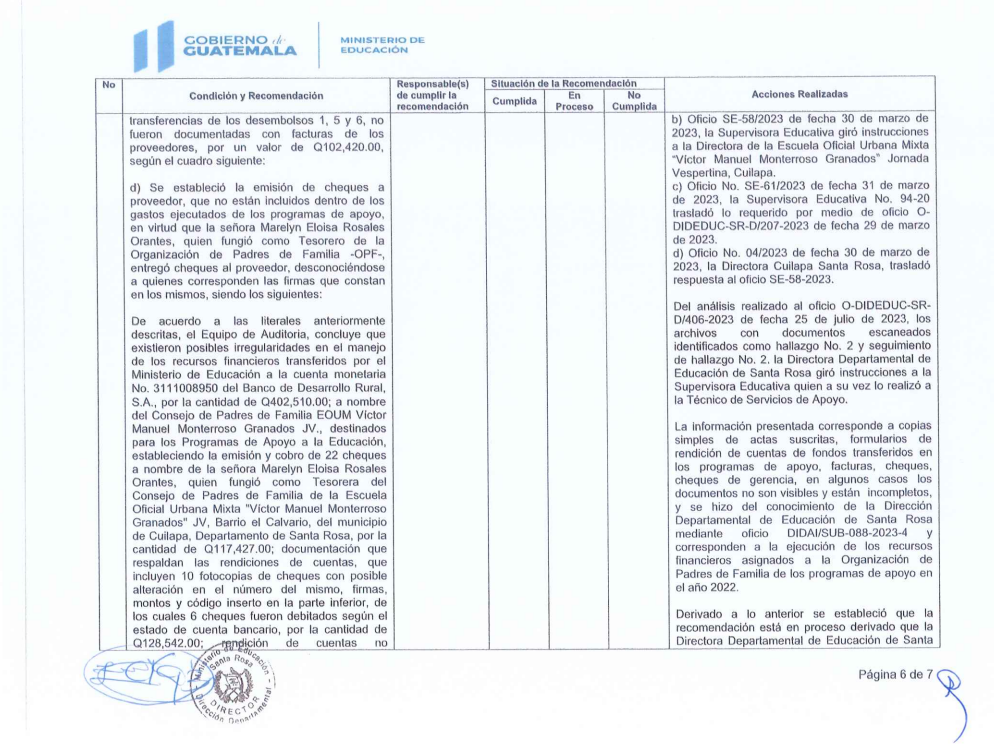 GOBIERNO de
GUATEMALA
MINISTERIO DE
EDUCACIÓN
No
Condición y Recomendación
Responsable(s)
de cumplir la
recomendación
Situación de la Recomendación
Cumplida
En
Proceso
No
Cumplida
Acciones Realizadas
transferencias de los desembolsos 1, 5 y 6, no
fueron documentadas con facturas de los
proveedores, por un valor de Q102,420.00,
según el cuadro siguiente:
d) Se estableció la emisión de cheques a
proveedor, que no están incluidos dentro de los
gastos ejecutados de los programas de apoyo,
en virtud que la señora Marelyn Eloisa Rosales
Orantes, quien fungió como Tesorero de la
Organización de Padres de Familia -OPF-,
entregó cheques al proveedor, desconociéndose
a quienes corresponden las firmas que constan
en los mismos, siendo los siguientes:
De acuerdo a las literales anteriormente
descritas, el Equipo de Auditoria, concluye que
existieron posibles irregularidades en el manejo
de los recursos financieros transferidos por el
Ministerio de Educación a la cuenta monetaria
No. 3111008950 del Banco de Desarrollo Rural,
S.A., por la cantidad de Q402,510.00; a nombre
del Consejo de Padres de Familia EOUM Víctor
Manuel Monterroso Granados JV., destinados
para los Programas de Apoyo a la Educación,
estableciendo la emisión y cobro de 22 cheques
a nombre de la señora Marelyn Eloisa Rosales
Orantes, quien fungió como Tesorera del
Consejo de Padres de Familia de la Escuela
Oficial Urbana Mixta "Víctor Manuel Monterroso
Granados" JV, Barrio el Calvario, del municipio
de Cuilapa, Departamento de Santa Rosa, por la
cantidad de Q117,427.00; documentación que
respaldan las rendiciones de cuentas, que
incluyen 10 fotocopias de cheques con posible
alteración en el número del mismo, firmas,
montos y código inserto en la parte inferior, de
los cuales 6 cheques fueron debitados según el
estado de cuenta bancario, por la cantidad de
Q128,542.00; rendición de cuentas no
b) Oficio SE-58/2023 de fecha 30 de marzo de
2023, la Supervisora Educativa giró instrucciones
a la Directora de la Escuela Oficial Urbana Mixta
"Víctor Manuel Monterroso Granados" Jornada
Vespertina, Cuilapa.
c) Oficio No. SE-61/2023 de fecha 31 de marzo
de 2023, la Supervisora Educativa No. 94-20
trasladó lo requerido por medio de oficio O-
DIDEDUC-SR-D/207-2023 de fecha 29 de marzo
de 2023.
d) Oficio No. 04/2023 de fecha 30 de marzo de
2023, la Directora Cuilapa Santa Rosa, trasladó
respuesta al oficio SE-58-2023.
Del análisis realizado al oficio O-DIDEDUC-SR-
D/406-2023 de fecha 25 de julio de 2023, los
archivos con documentos escaneados
identificados como hallazgo No. 2 y seguimiento
de hallazgo No. 2. la Directora Departamental de
Educación de Santa Rosa giró instrucciones a la
Supervisora Educativa quien a su vez lo realizó a
la Técnico de Servicios de Apoyo.
La información presentada corresponde a copias
simples de actas suscritas, formularios de
rendición de cuentas de fondos transferidos en
los programas de apoyo, facturas, cheques,
cheques de gerencia, en algunos casos los
documentos no son visibles y están incompletos,
y se hizo del conocimiento de la Dirección
Departamental de Educación de Santa Rosa
mediante oficio DIDAI/SUB-088-2023-4 y
corresponden a la ejecución de los recursos
financieros asignados a la Organización de
Padres de Familia de los programas de apoyo en
el año 2022.
Derivado a lo anterior se estableció que la
recomendación está en proceso derivado que la
Directora Departamental de Educación de Santa
Ministerio de Educación
Santa Rosa
DIRECTOR
Dirección Departamental
Página 6 de 7